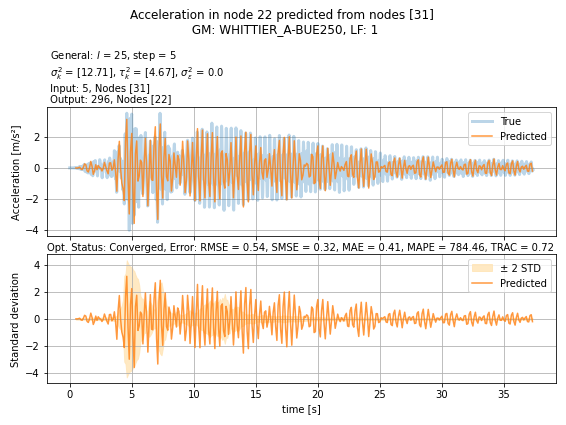 Acceleration in node 22 predicted from nodes [31]
GM: WHITTIER_A-BUE250, LF: 1
General: l = 25, step = 5
σ²ₖ = [12.71], τ²ₖ = [4.67], σ²ε = 0.0
Input: 5, Nodes [31]
Output: 296, Nodes [22]
Acceleration [m/s²]
2
0
−2
−4
True
Predicted
Opt. Status: Converged, Error: RMSE = 0.54, SMSE = 0.32, MAE = 0.41, MAPE = 784.46, TRAC = 0.72
Standard deviation
4
2
0
−2
−4
± 2 STD
Predicted
0 5 10 15 20 25 30 35
time [s]